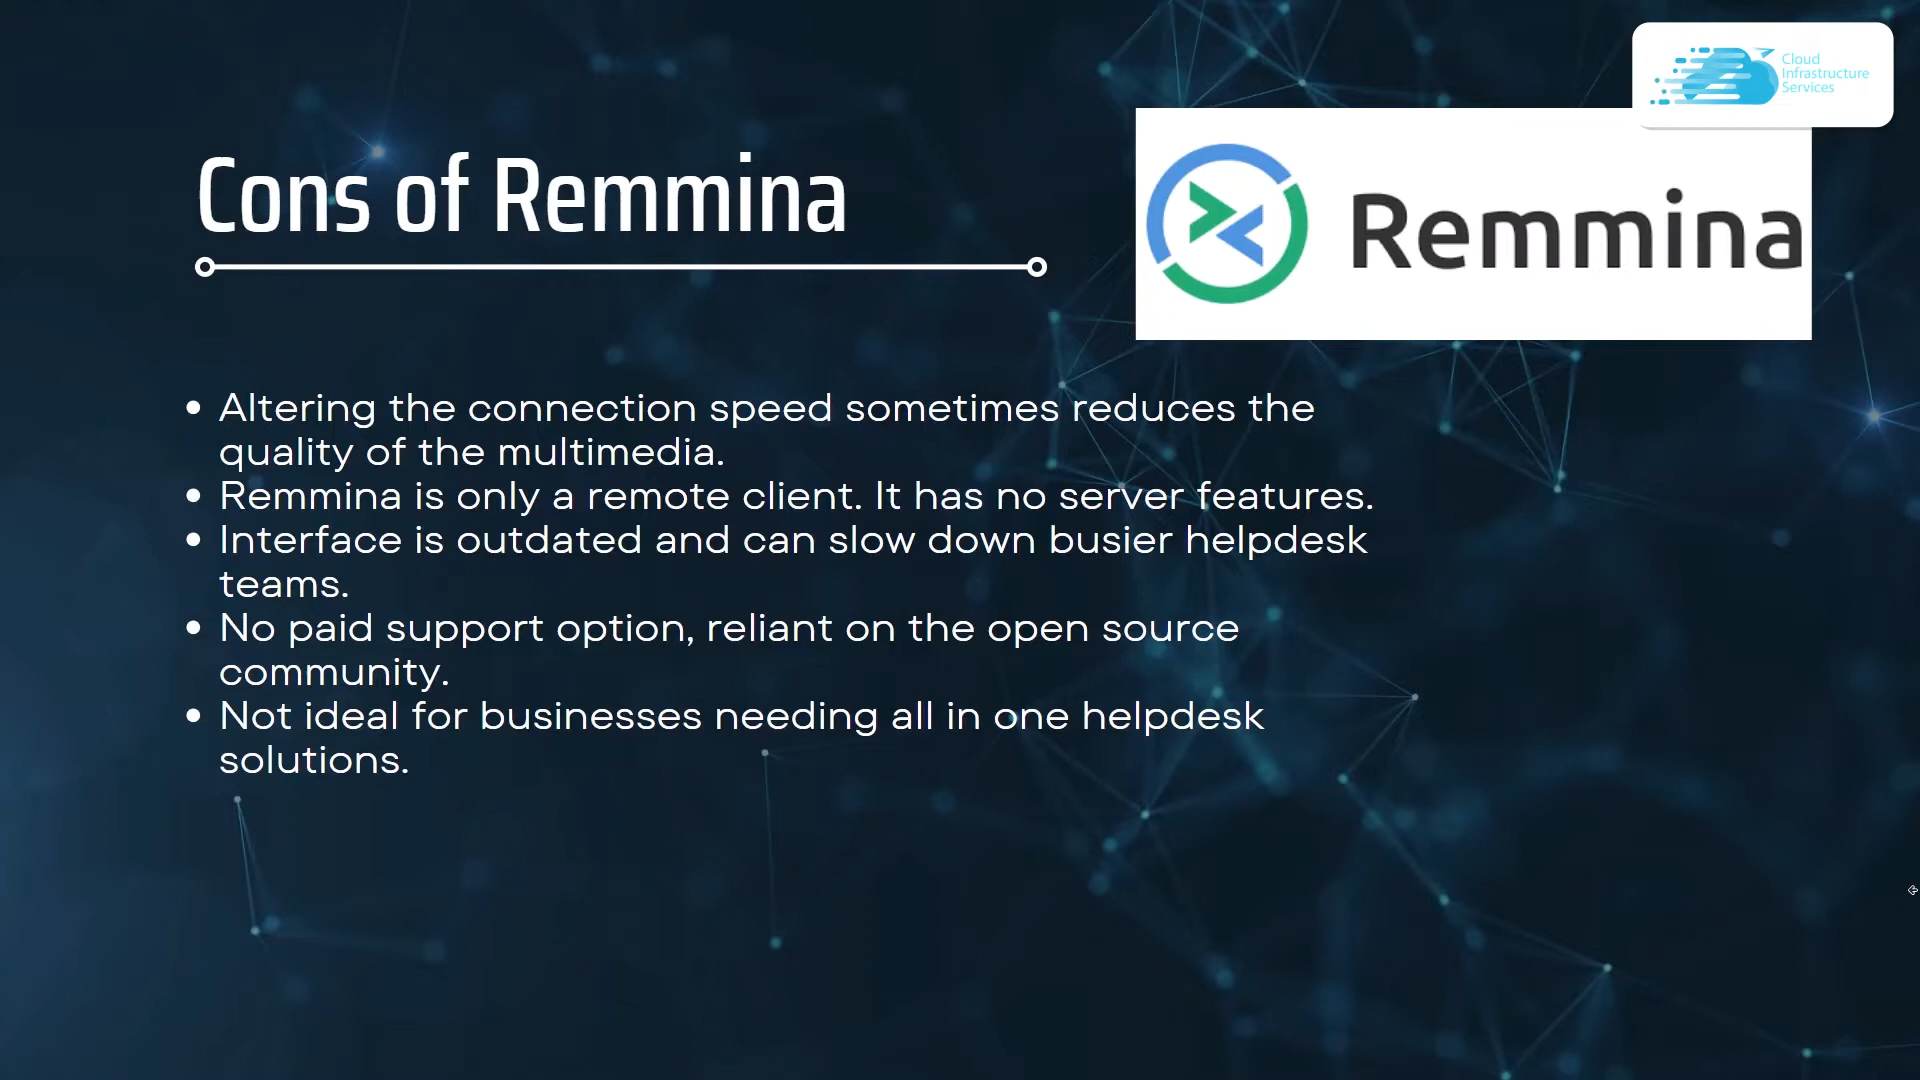 Cloud
Infrastructure
Services
Cons of Remmina
Remmina
• Altering the connection speed sometimes reduces the
quality of the multimedia.
• Remmina is only a remote client. It has no server features.
• Interface is outdated and can slow down busier helpdesk
teams.
• No paid support option, reliant on the open source
community.
• Not ideal for businesses needing all in one helpdesk
solutions.